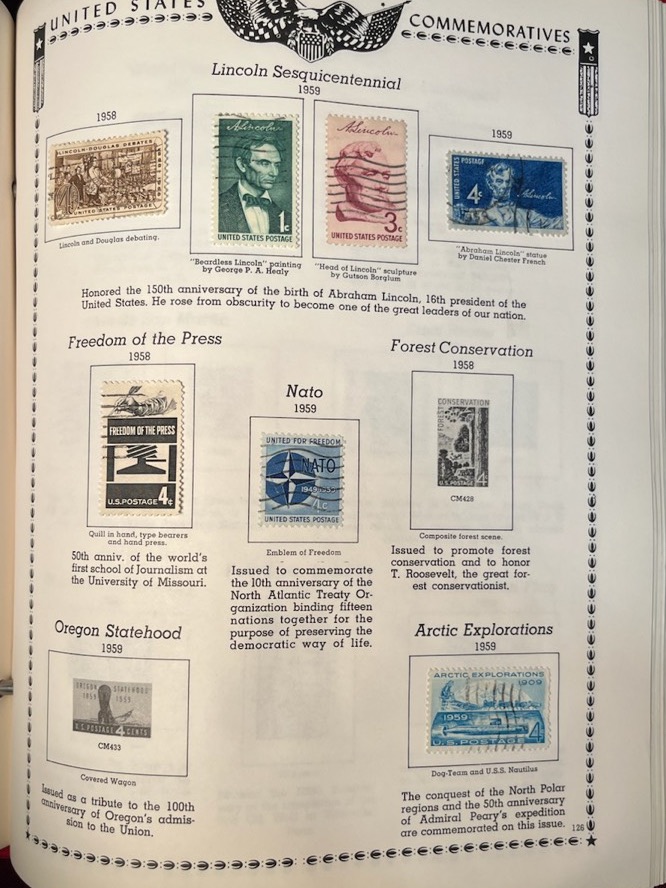 UNITED STATES
COMMEMORATIVES
Lincoln Sesquicentennial
1959
1958
LINCOLN-DOUGLAS DEBATES
UNITED STATES POSTAGE
Lincoln and Douglas debating.
A. Lincoln
1¢
UNITED STATES POSTAGE
"Beardless Lincoln" painting
by George P. A. Healy
A. Lincoln
3¢
UNITED STATES POSTAGE
"Head of Lincoln" sculpture
by Gutson Borglum
1959
UNITED STATES
POSTAGE
4¢
A. Lincoln
"Abraham Lincoln" statue
by Daniel Chester French
Honored the 150th anniversary of the birth of Abraham Lincoln, 16th president of the
United States. He rose from obscurity to become one of the great leaders of our nation.
Freedom of the Press
1958
FREEDOM OF THE PRESS
U.S. POSTAGE 4¢
Quill in hand, type bearers
and hand press.
50th anniv. of the world's
first school of Journalism at
the University of Missouri.
Nato
1959
UNITED FOR FREEDOM
NATO
1949-1959
4¢
UNITED STATES POSTAGE
Emblem of Freedom
Issued to commemorate
the 10th anniversary of the
North Atlantic Treaty Or-
ganization binding fifteen
nations together for the
purpose of preserving the
democratic way of life.
Forest Conservation
1958
FOREST
CONSERVATION
U.S. POSTAGE 4
CM428
Composite forest scene.
Issued to promote forest
conservation and to honor
T. Roosevelt, the great for-
est conservationist.
Oregon Statehood
1959
OREGON STATEHOOD
1859 1959
U.S. POSTAGE 4 CENTS
CM433
Covered Wagon
Issued as a tribute to the 100th
anniversary of Oregon's admis-
sion to the Union.
Arctic Explorations
1959
ARCTIC EXPLORATIONS
1909
1959
U.S. POSTAGE 4
Dog-Team and U.S.S. Nautilus
The conquest of the North Polar
regions and the 50th anniversary
of Admiral Peary's expedition
are commemorated on this issue.
128